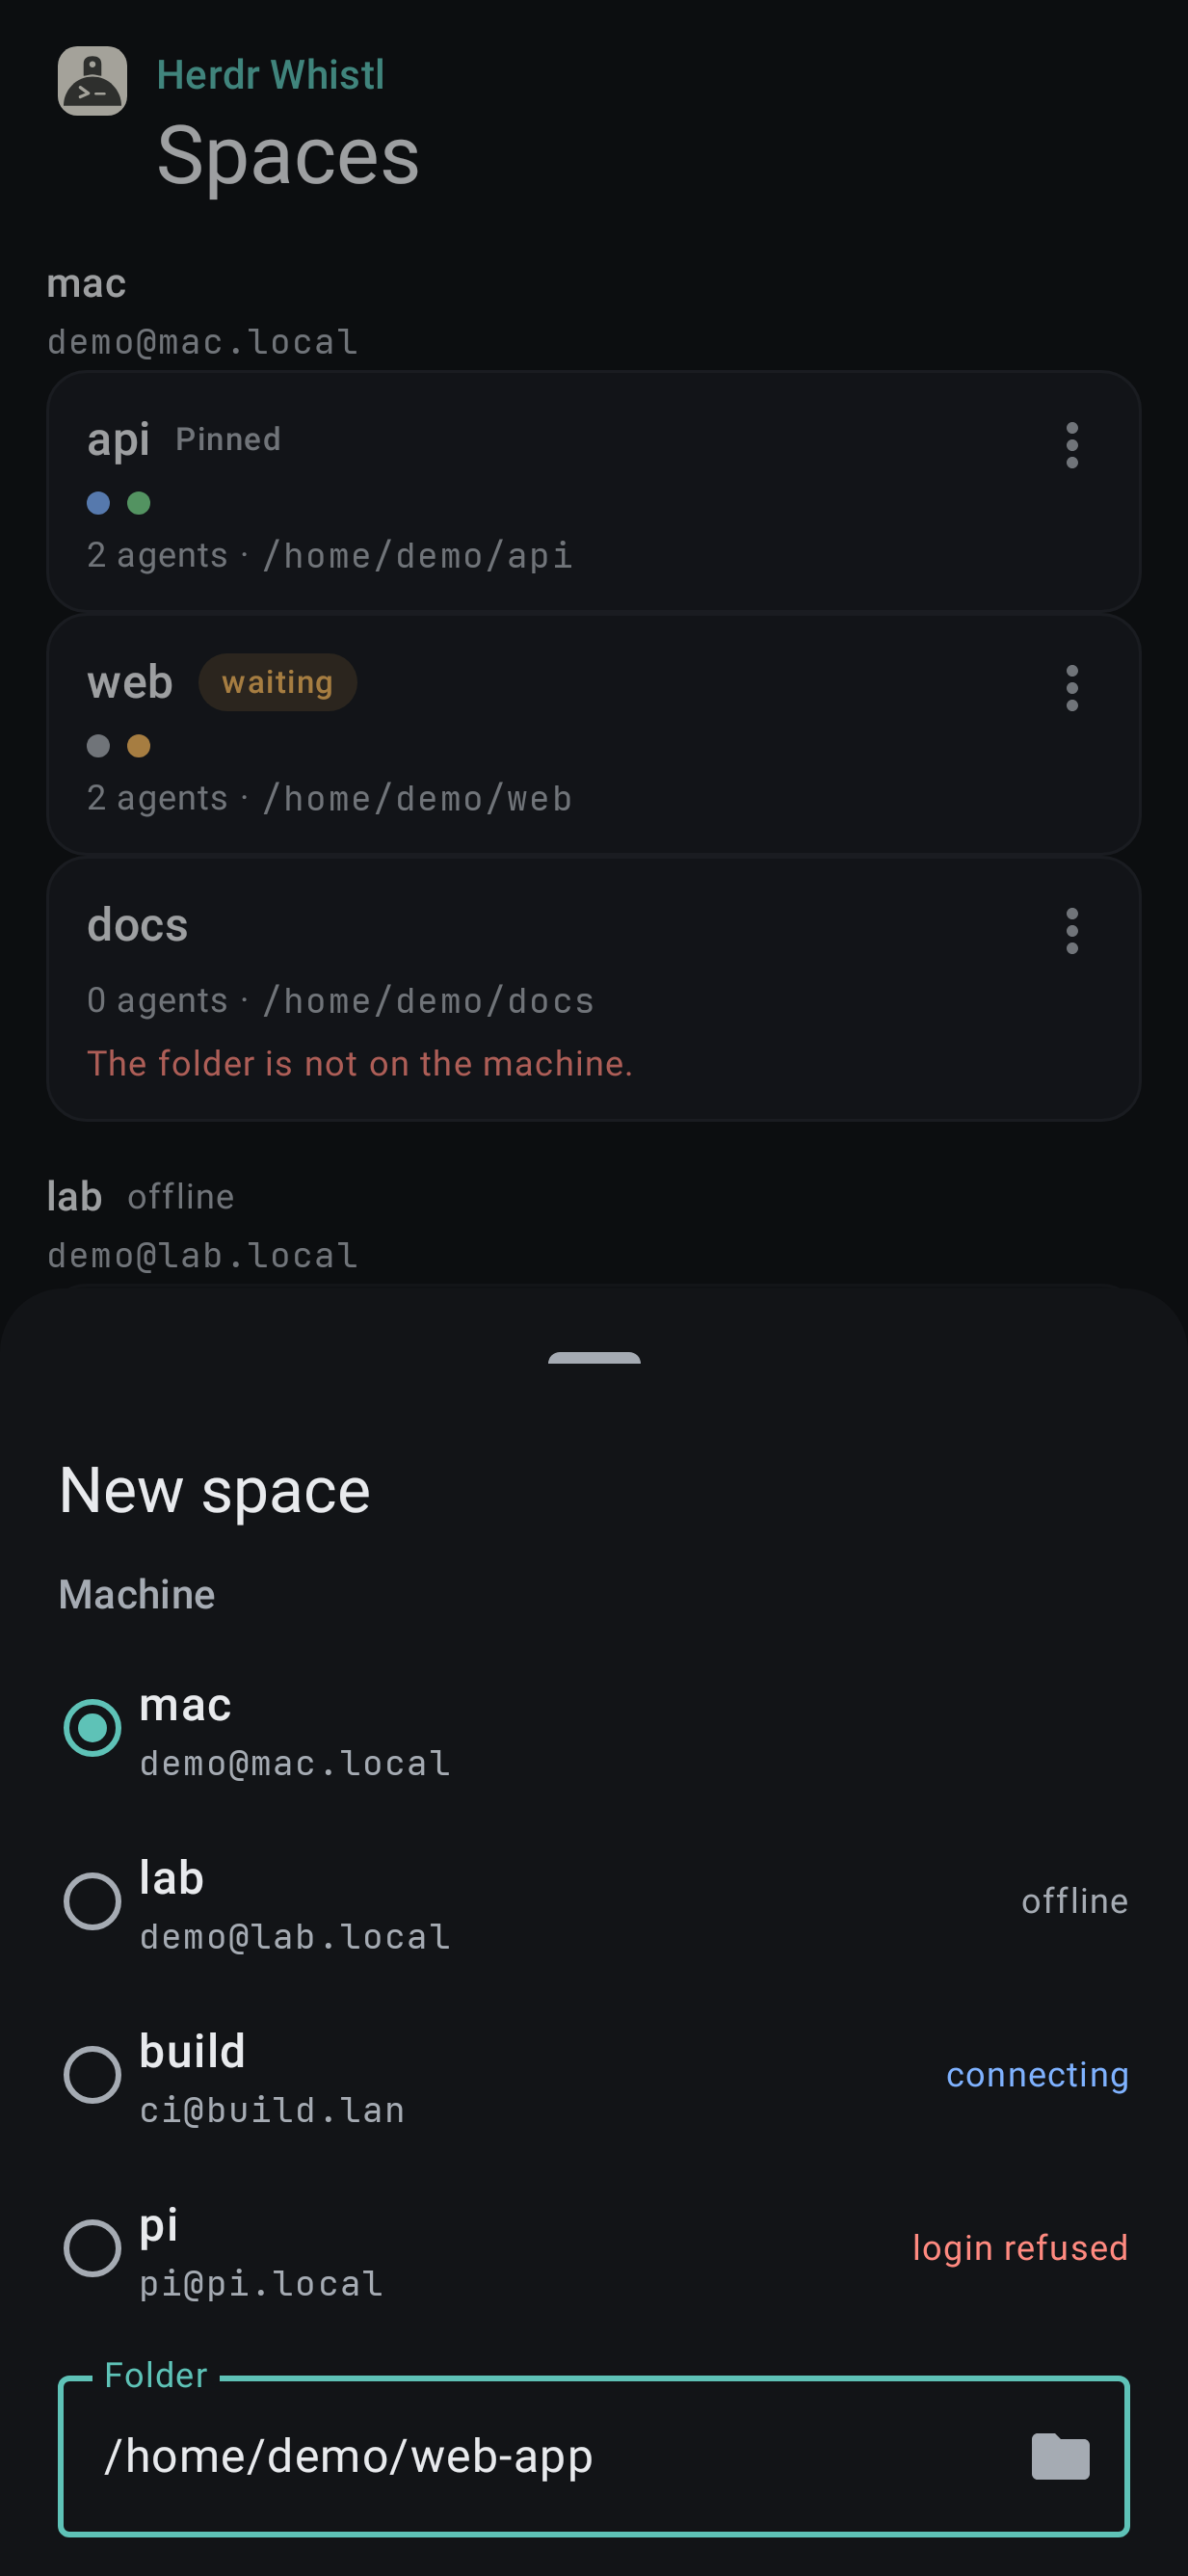 Herdr Whistl
Spaces
mac
demo@mac.local
api Pinned
2 agents · /home/demo/api
web waiting
2 agents · /home/demo/web
docs
0 agents · /home/demo/docs
The folder is not on the machine.
lab offline
demo@lab.local
New space
Machine
mac
demo@mac.local
lab
demo@lab.local
offline
build
ci@build.lan
connecting
pi
pi@pi.local
login refused
Folder
/home/demo/web-app